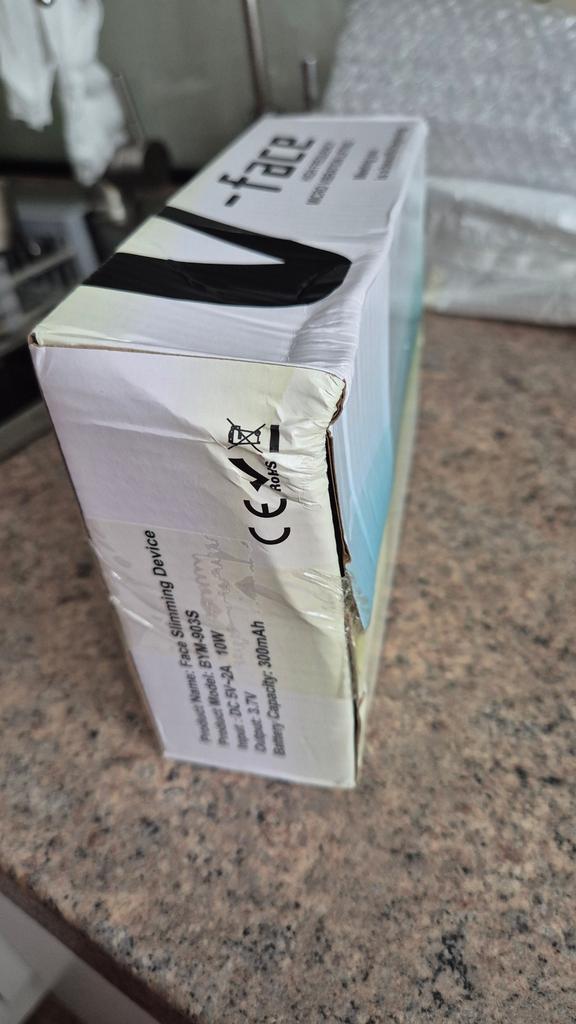 V-face
CE RoHS
Product Name: Face Slimming Device
Product Model: BYM-903S
Input: DC 5V⎓2A 10W
Output: 3.7V
Battery Capacity: 300mAh